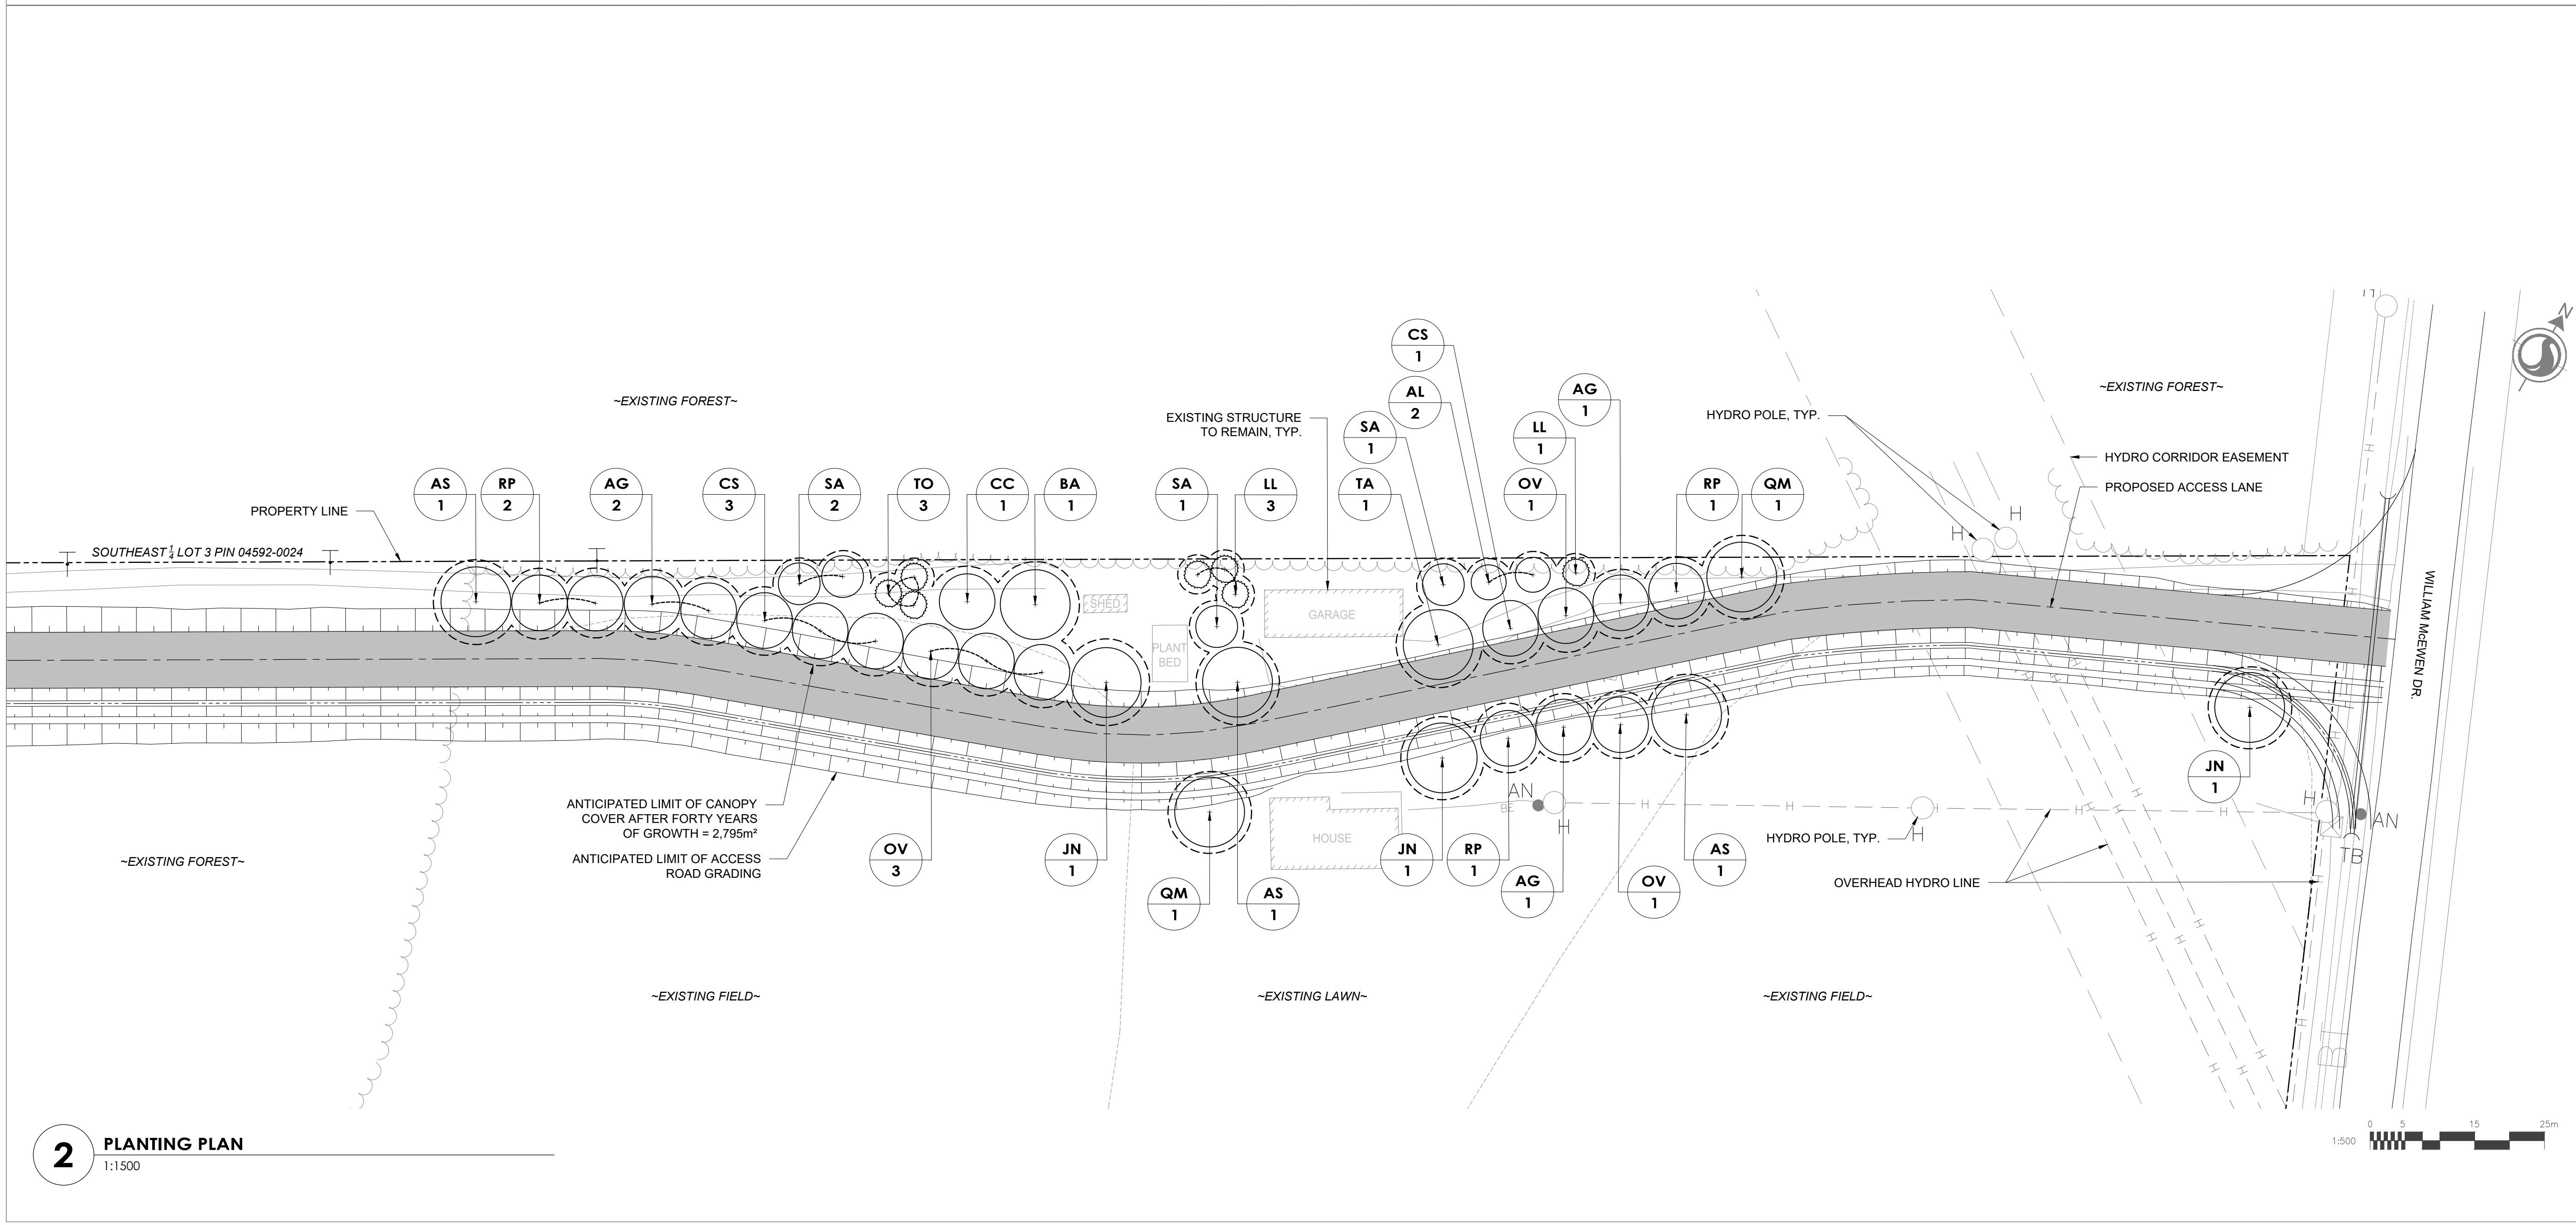 N
H
CS
1
AL
2
AG
1
SA
1
LL
1
EXISTING STRUCTURE
TO REMAIN, TYP.
~EXISTING FOREST~
~EXISTING FOREST~
HYDRO POLE, TYP.
HYDRO CORRIDOR EASEMENT
PROPOSED ACCESS LANE
AS
1
RP
2
AG
2
CS
3
SA
2
TO
3
CC
1
BA
1
SA
1
LL
3
TA
1
OV
1
RP
1
QM
1
PROPERTY LINE
SOUTHEAST 1/4 LOT 3 PIN 04592-0024
H
H
H
WILLIAM McEWEN DR.
SHED
GARAGE
PLANT
BED
JN
1
ANTICIPATED LIMIT OF CANOPY
COVER AFTER FORTY YEARS
OF GROWTH = 2,795m²
ANTICIPATED LIMIT OF ACCESS
ROAD GRADING
AN
BE
H
H
H
H
H
H
H
H
AN
TB
HOUSE
HYDRO POLE, TYP.
OVERHEAD HYDRO LINE
~EXISTING FOREST~
OV
3
JN
1
QM
1
AS
1
JN
1
RP
1
AG
1
OV
1
AS
1
~EXISTING FIELD~
~EXISTING LAWN~
~EXISTING FIELD~
H
H
H
H
H
H
H
B
2
PLANTING PLAN
1:1500
1:500
0 5 15 25m